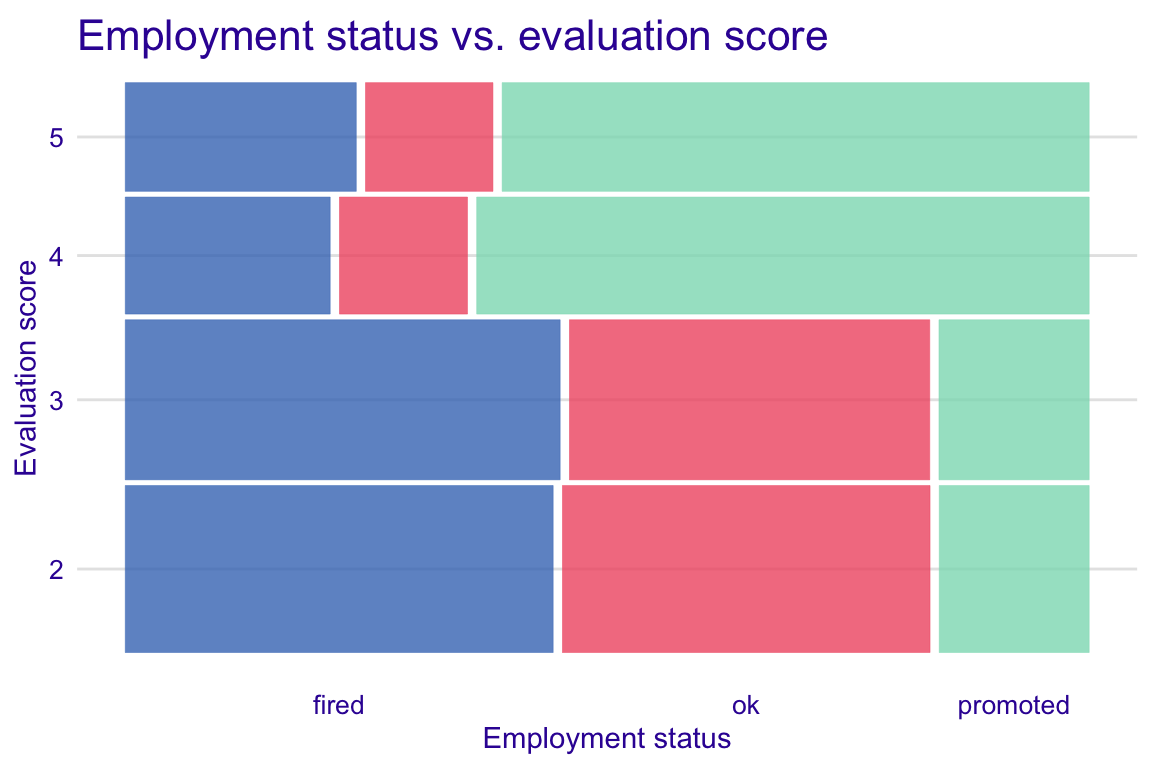 Employment status vs. evaluation score
5
4
3
2
Evaluation score
fired ok promoted
Employment status